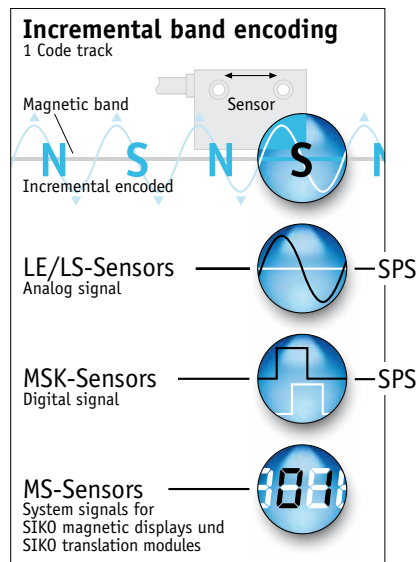 Incremental band encoding
1 Code track
Sensor
Magnetic band
N S N S N
Incremental encoded
LE/LS-Sensors SPS
Analog signal
MSK-Sensors SPS
Digital signal
MS-Sensors 01
System signals for
SIKO magnetic displays und
SIKO translation modules